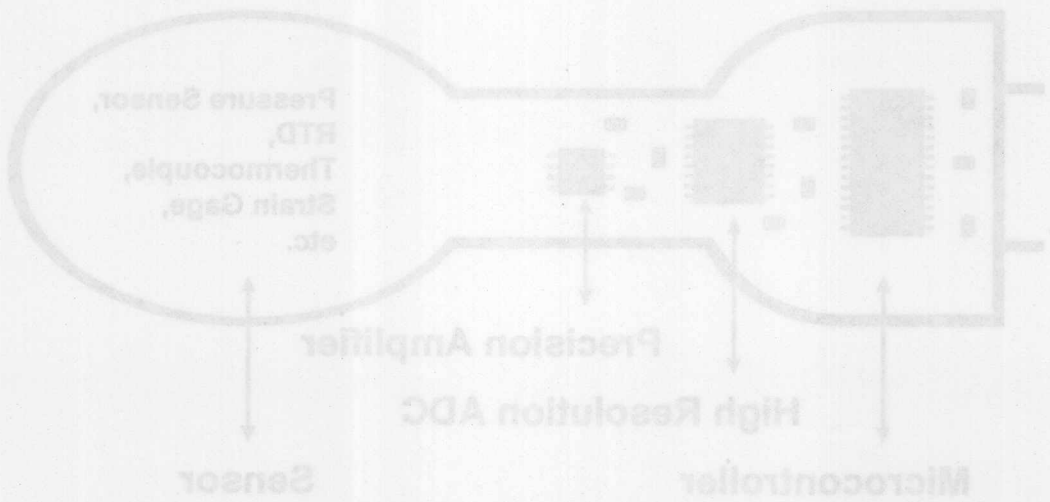 Pressure Sensor,
RTD,
Thermocouple,
Strain Gage,
etc.
Precision Amplifier
High Resolution ADC
Sensor
Microcontroller